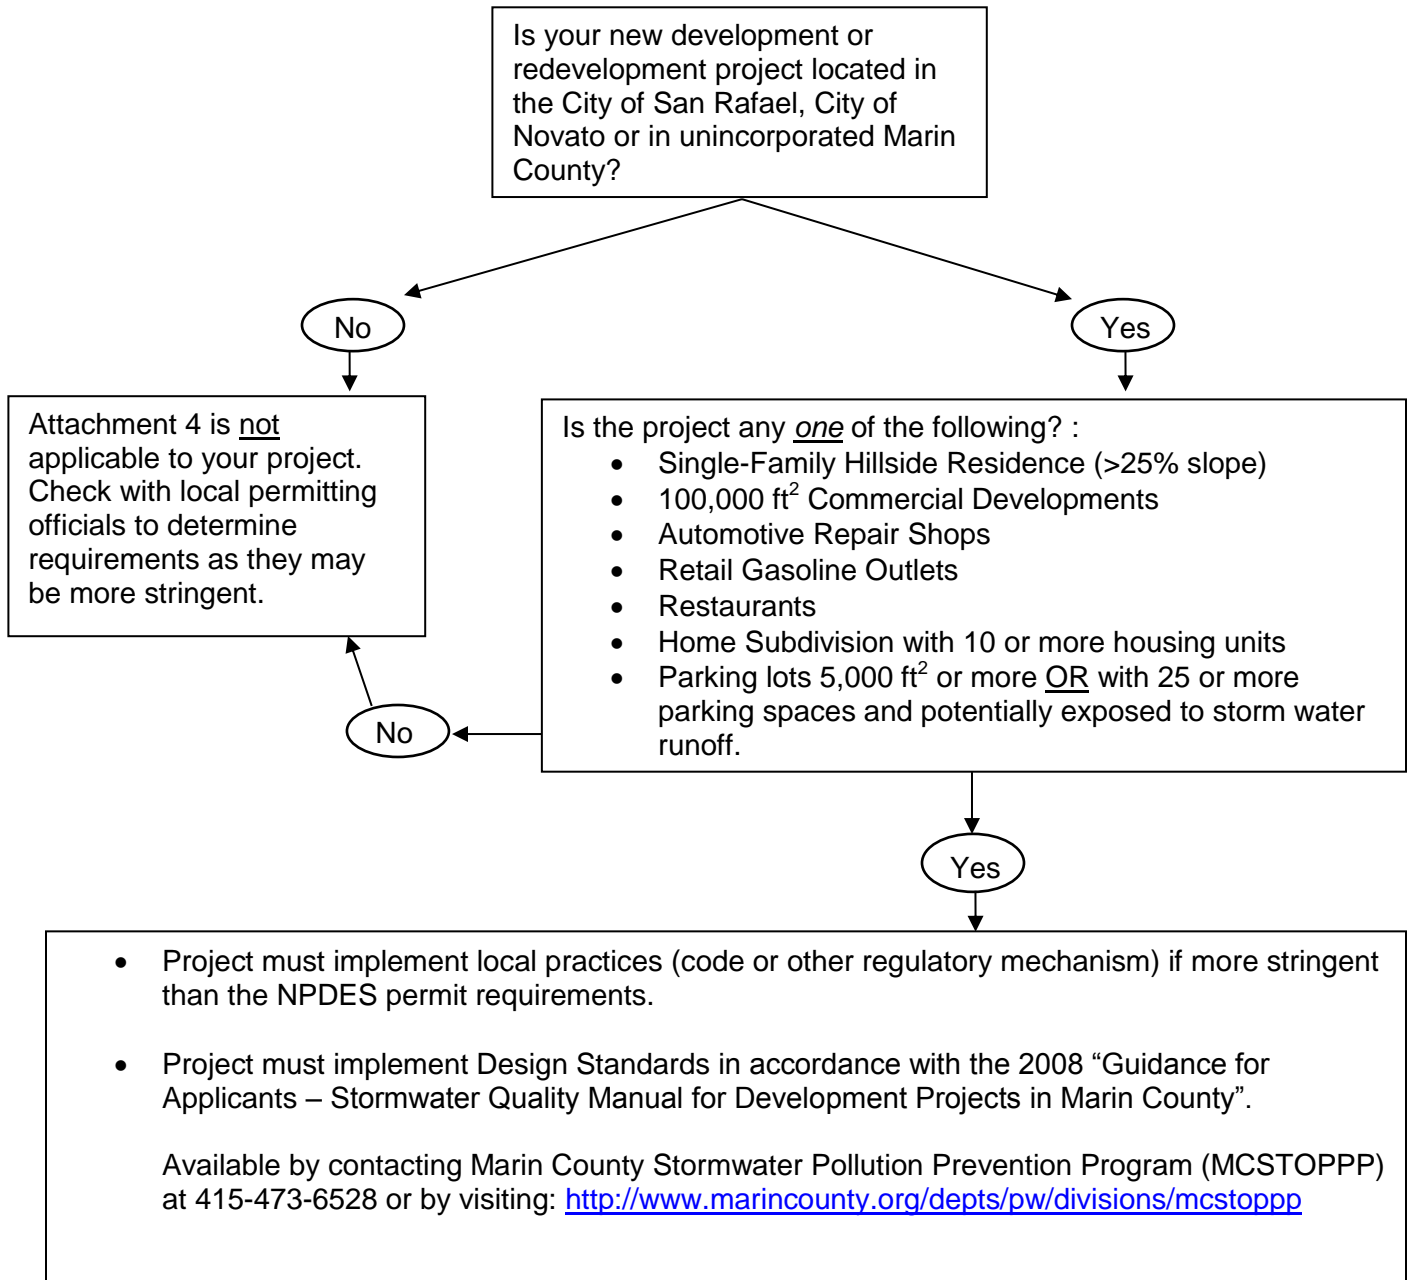 Is your new development or
redevelopment project located in
the City of San Rafael, City of
Novato or in unincorporated Marin
County?
No
Yes
Attachment 4 is not
applicable to your project.
Check with local permitting
officials to determine
requirements as they may
be more stringent.
Is the project any one of the following? :
• Single-Family Hillside Residence (>25% slope)
• 100,000 ft² Commercial Developments
• Automotive Repair Shops
• Retail Gasoline Outlets
• Restaurants
• Home Subdivision with 10 or more housing units
• Parking lots 5,000 ft² or more OR with 25 or more
parking spaces and potentially exposed to storm water
runoff.
No
Yes
• Project must implement local practices (code or other regulatory mechanism) if more stringent
than the NPDES permit requirements.
• Project must implement Design Standards in accordance with the 2008 “Guidance for
Applicants – Stormwater Quality Manual for Development Projects in Marin County”.
Available by contacting Marin County Stormwater Pollution Prevention Program (MCSTOPPP)
at 415-473-6528 or by visiting: http://www.marincounty.org/depts/pw/divisions/mcstoppp